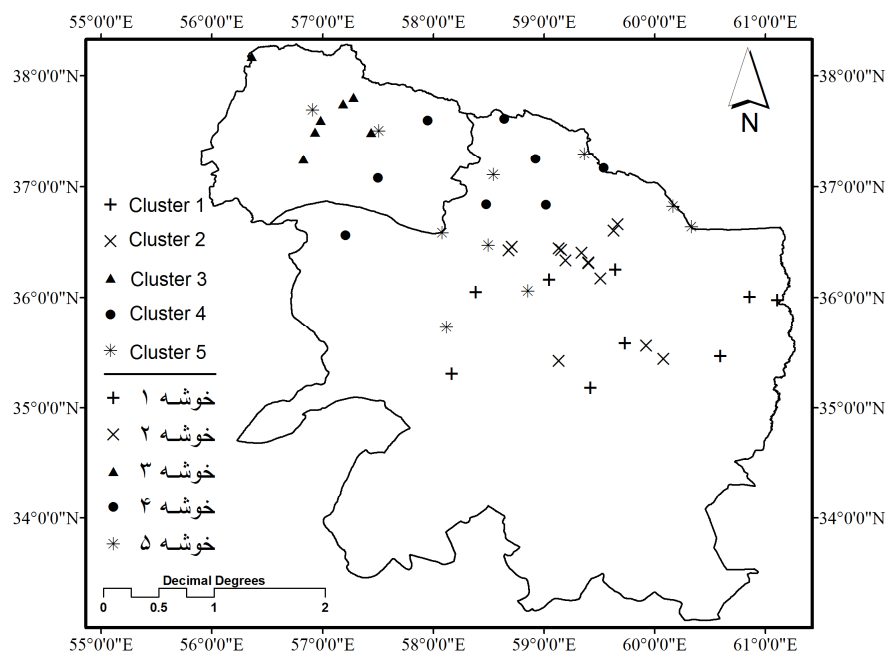 55°0'0"E 56°0'0"E 57°0'0"E 58°0'0"E 59°0'0"E 60°0'0"E 61°0'0"E
38°0'0"N 38°0'0"N
N
37°0'0"N 37°0'0"N
Cluster 1
Cluster 2
Cluster 3
36°0'0"N 36°0'0"N
Cluster 4
Cluster 5
خوشه ۱
35°0'0"N 35°0'0"N
خوشه ۲
خوشه ۳
خوشه ۴
34°0'0"N 34°0'0"N
خوشه ۵
Decimal Degrees
0 0.5 1 2
55°0'0"E 56°0'0"E 57°0'0"E 58°0'0"E 59°0'0"E 60°0'0"E 61°0'0"E